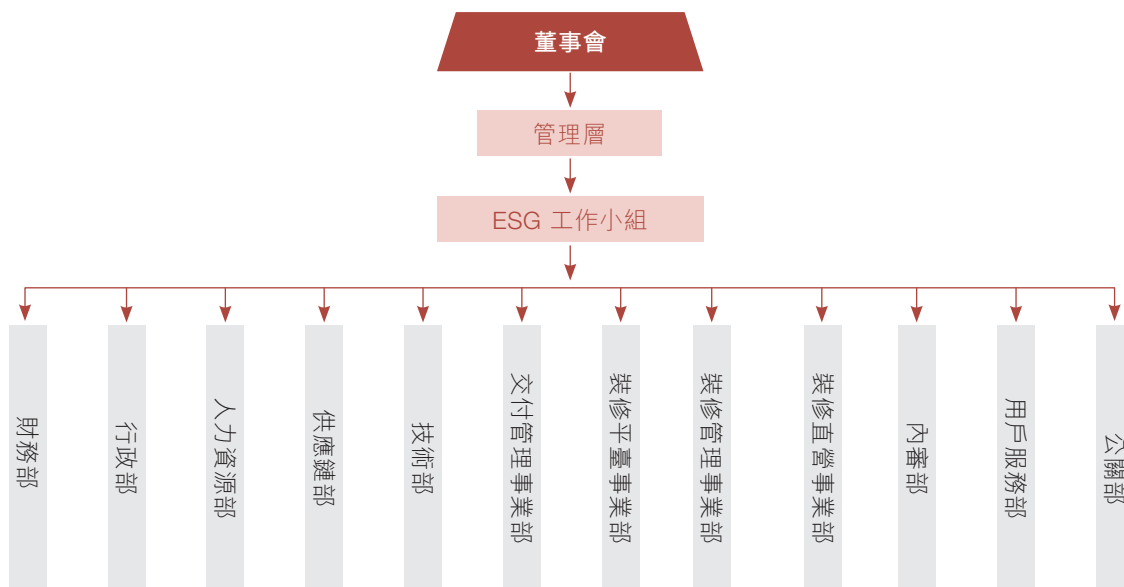 董事會
管理層
ESG 工作小組
財務部
行政部
人力資源部
供應鏈部
技術部
交付管理事業部
裝修平臺事業部
裝修管理事業部
裝修直營事業部
內審部
用戶服務部
公關部